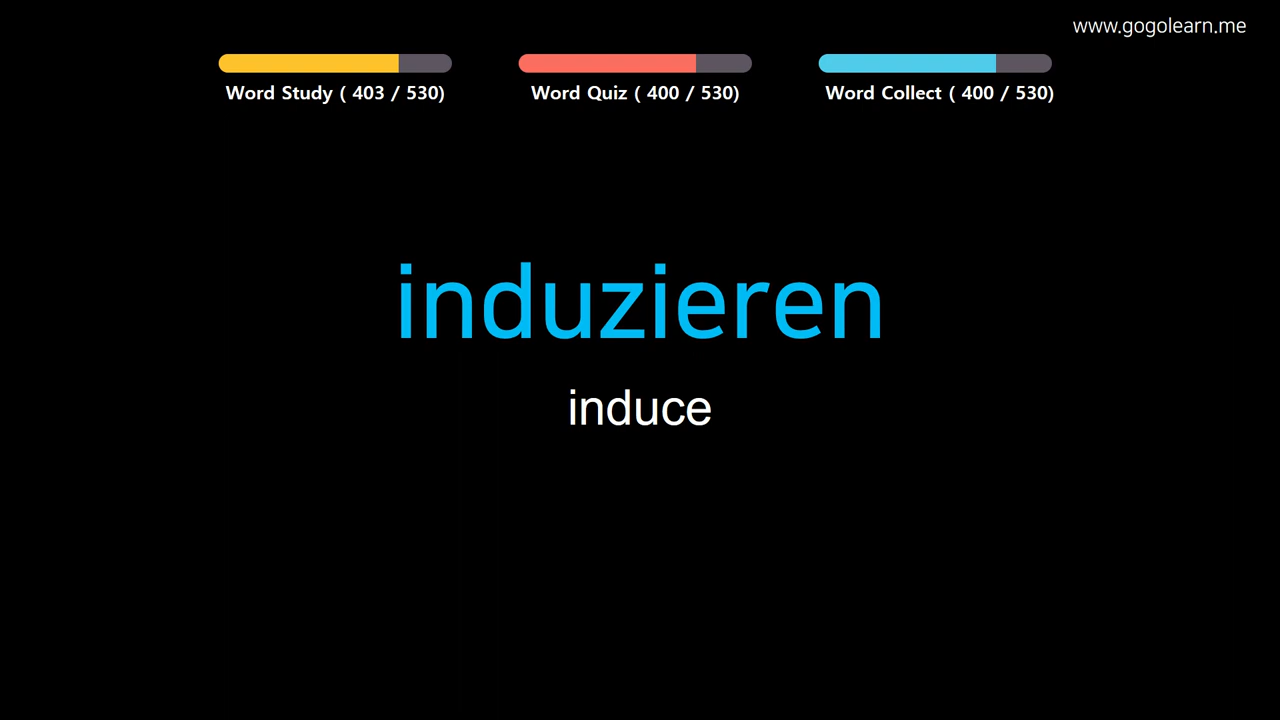 www.gogolearn.me
Word Study ( 403 / 530)
Word Quiz ( 400 / 530)
Word Collect ( 400 / 530)
induzieren
induce